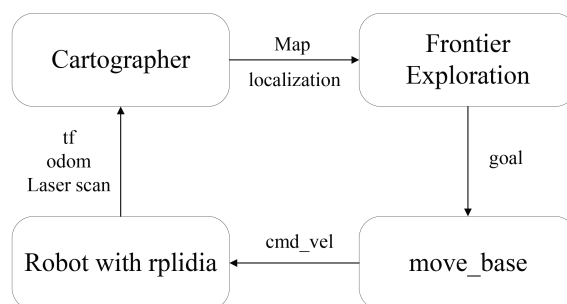 Cartographer
Map
localization
Frontier
Exploration
tf
odom
Laser scan
goal
Robot with rplidia
cmd_vel
move_base